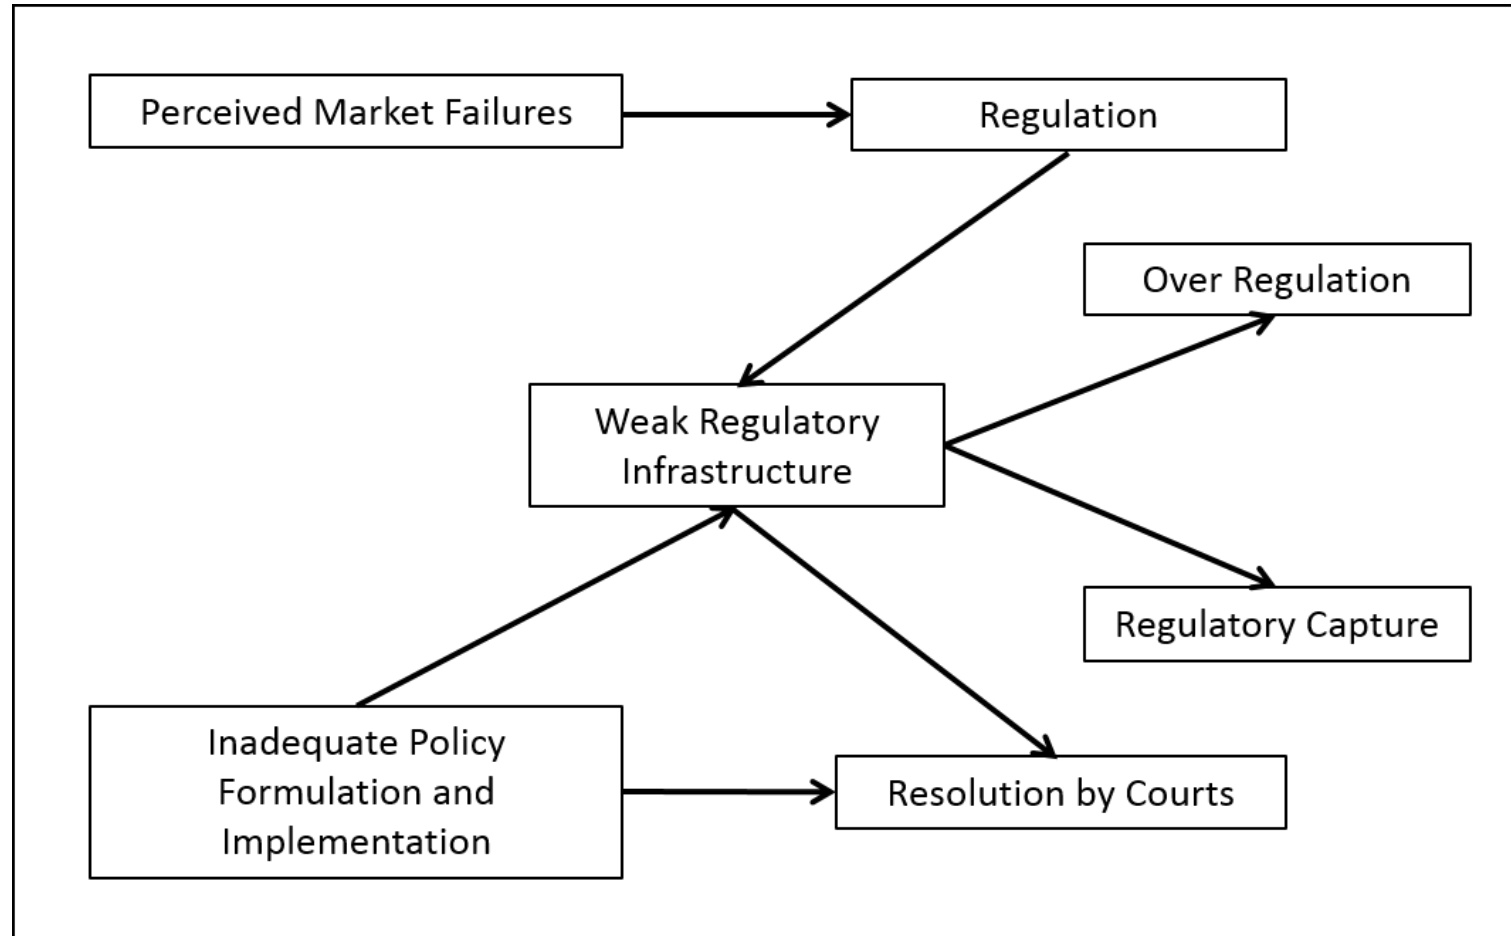 Perceived Market Failures
Regulation
Over Regulation
Weak Regulatory
Infrastructure
Regulatory Capture
Inadequate Policy
Formulation and
Implementation
Resolution by Courts